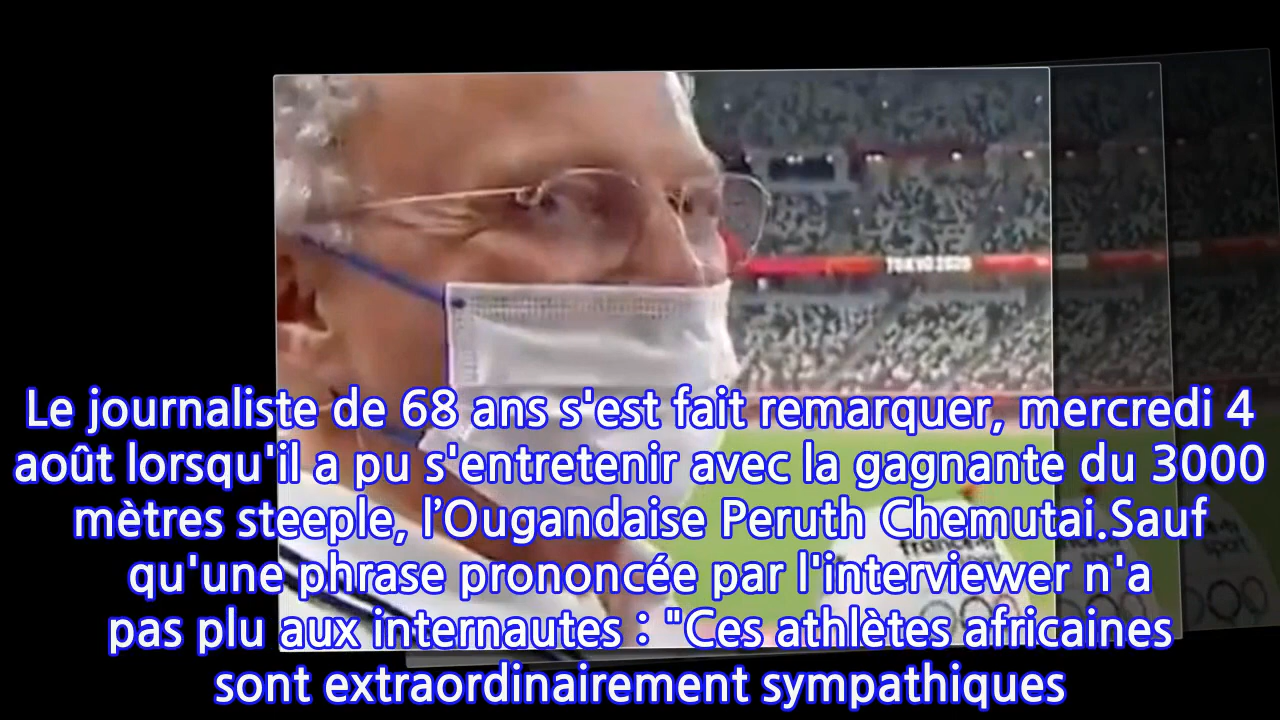 TOKYO 2020
Le journaliste de 68 ans s'est fait remarquer, mercredi 4
août lorsqu'il a pu s'entretenir avec la gagnante du 3000
mètres steeple, l’Ougandaise Peruth Chemutai.Sauf
qu'une phrase prononcée par l'interviewer n'a
pas plu aux internautes : "Ces athlètes africaines
sont extraordinairement sympathiques